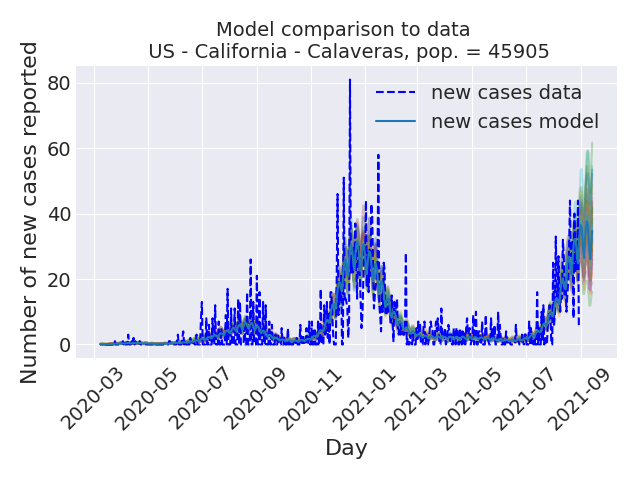 Model comparison to data
US - California - Calaveras, pop. = 45905
Number of new cases reported
80
60
40
20
0
new cases data
new cases model
2020-03
2020-05
2020-07
2020-09
2020-11
2021-01
2021-03
2021-05
2021-07
2021-09
Day